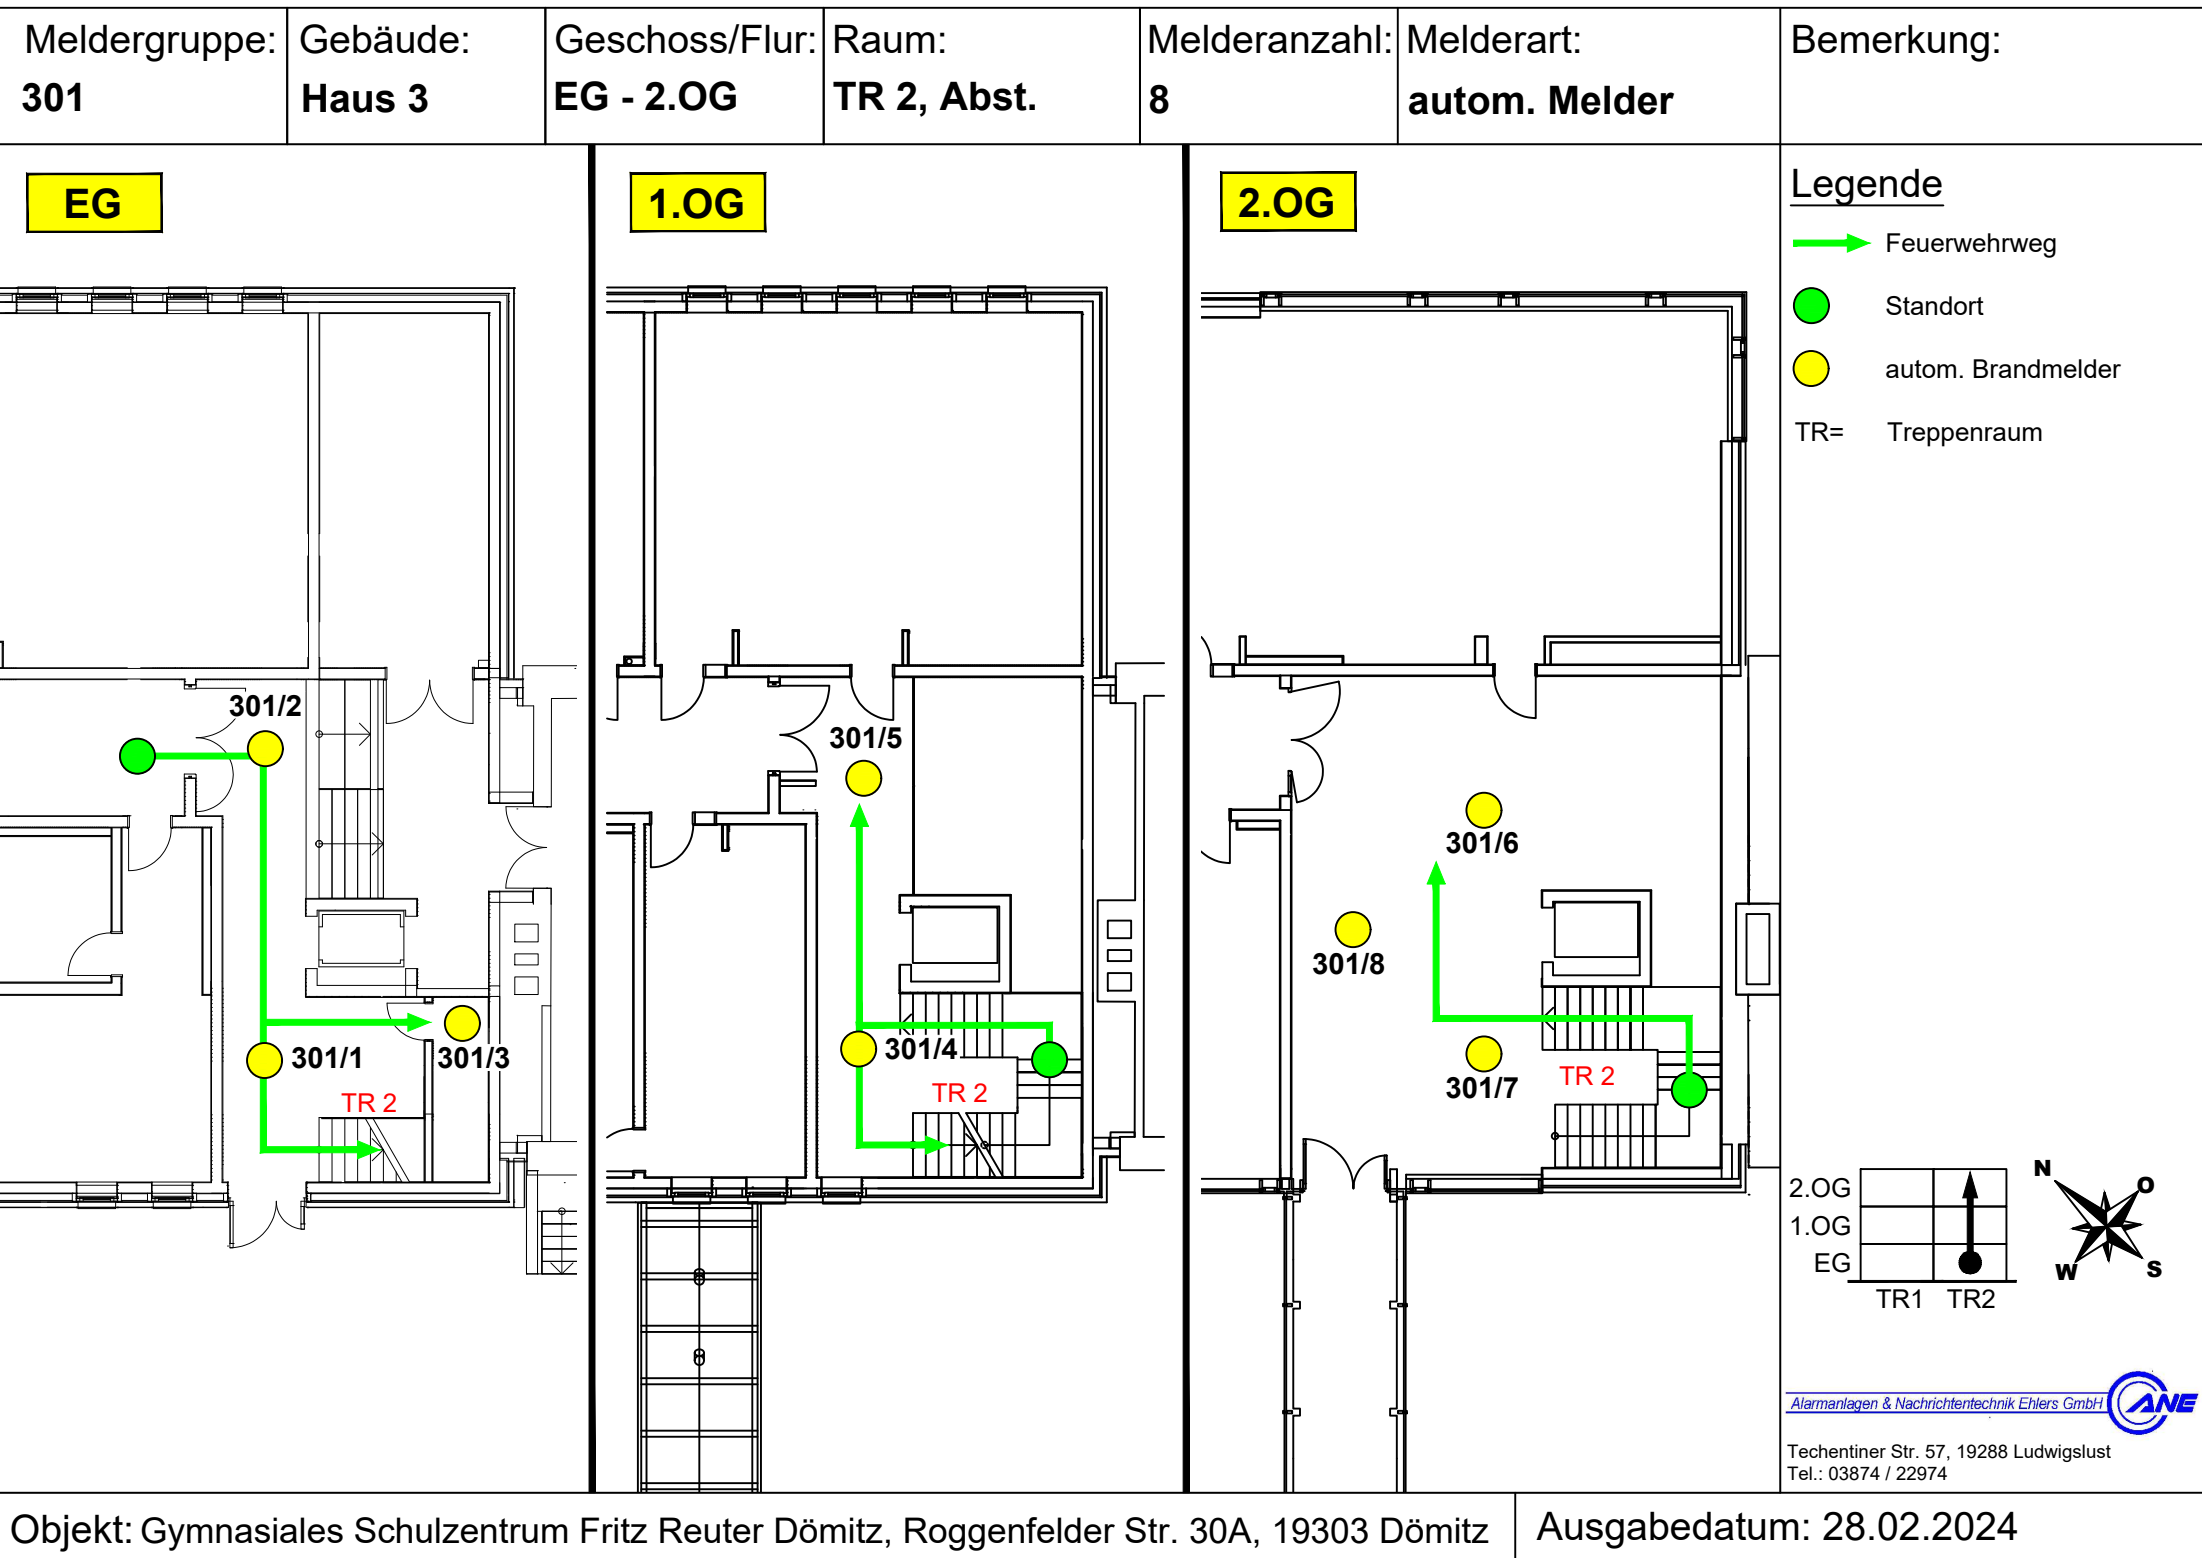 Meldergruppe:
301
Gebäude:
Haus 3
Geschoss/Flur:
EG - 2.OG
Raum:
TR 2, Abst.
Melderanzahl:
8
Melderart:
autom. Melder
Bemerkung:
EG
301/2
301/1
301/3
TR 2
1.OG
301/5
301/4
TR 2
2.OG
301/6
301/8
301/7
TR 2
Legende
Feuerwehrweg
Standort
autom. Brandmelder
TR= Treppenraum
2.OG
1.OG
EG
TR1 TR2
N
O
W
S
Alarmanlagen & Nachrichtentechnik Ehlers GmbH
ANE
Techentiner Str. 57, 19288 Ludwigslust
Tel.: 03874 / 22974
Objekt: Gymnasiales Schulzentrum Fritz Reuter Dömitz, Roggenfelder Str. 30A, 19303 Dömitz
Ausgabedatum: 28.02.2024